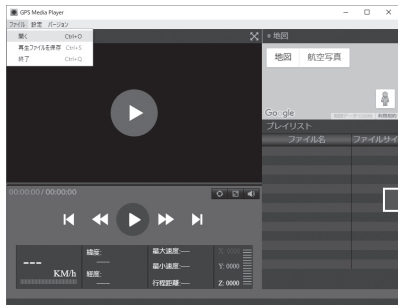 GPS Media Player
ファイル 設定 バージョン
開く Ctrl+O
再生ファイルを保存 Ctrl+S
終了 Ctrl+Q
地図
地図 航空写真
Google
利用規約
プレイリスト
ファイル名 ファイルサイ
00:00:00 / 00:00:00
---
KM/h
緯度:
----
経度:
----
最大速度:----
最小速度:----
行程距離:----
X: 0000
Y: 0000
Z: 0000